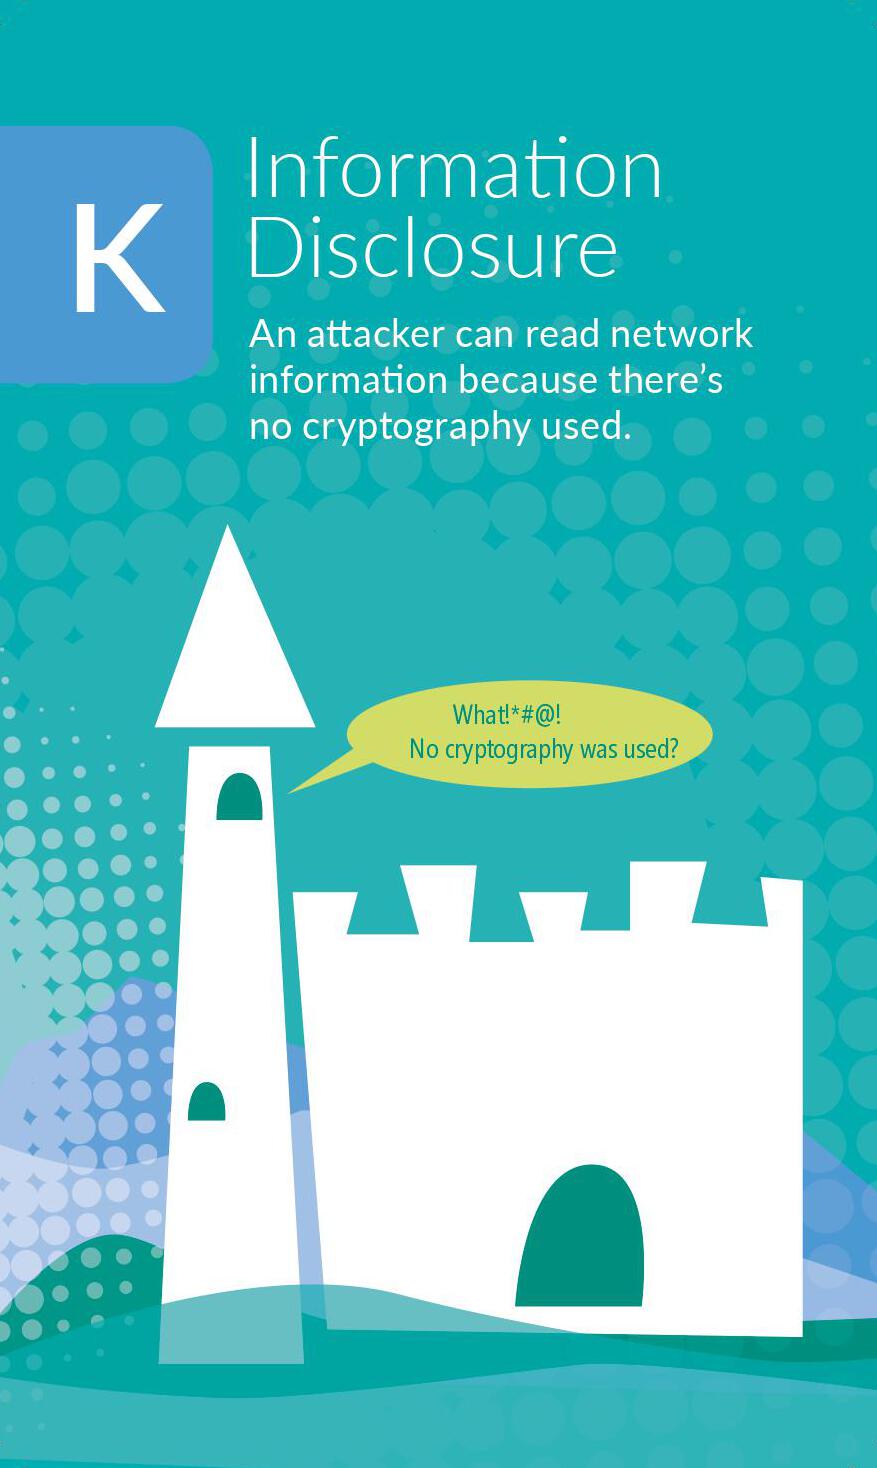 K
Information
Disclosure
An attacker can read network
information because there’s
no cryptography used.
What!*#@!
No cryptography was used?